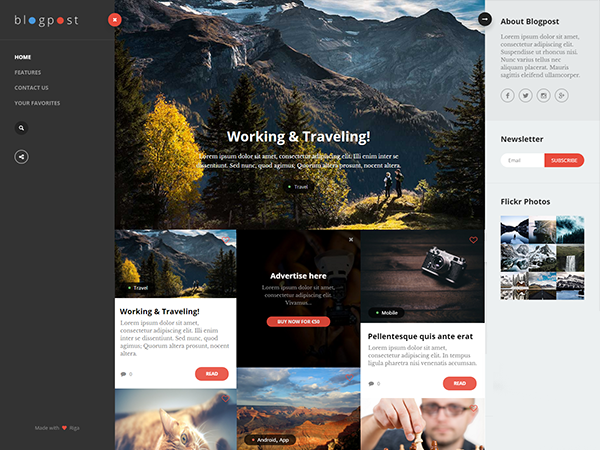 blogpost
HOME
FEATURES
CONTACT US
YOUR FAVORITES
Made with Riga
Working & Traveling!
Lorem ipsum dolor sit amet, consectetur adipiscing elit. Illi enim inter se
dissentiunt. Sed nunc, quod agimus; Quantum alptera prosunt, nocent altera.
Travel
Travel
Working & Traveling!
Lorem ipsum dolor sit amet,
consectetur adipiscing elit. Illi
enim inter se dissentiunt. Sed
nunc, quod agimus; Quantum
altera prosunt, nocent
altera.
0
READ
Advertise here
Lorem ipsum dolor sit amet,
consectetur adipiscing elit.
Vivamus...
BUY NOW FOR €50
Mobile
Pellentesque quis ante erat
Lorem ipsum dolor sit amet,
consectetur adipiscing elit. In tempus
ligula pharetra nisi venenatis accumsan.
0
READ
Android, App
About Blogpost
Lorem ipsum dolor sit amet,
consectetur adipiscing elit.
Suspendisse ut rhoncus nisi.
Nunc varius tellus nec
aliquam placerat. Mauris
sagittis eleifend ullamcorper.
Newsletter
Email
SUBSCRIBE
Flickr Photos